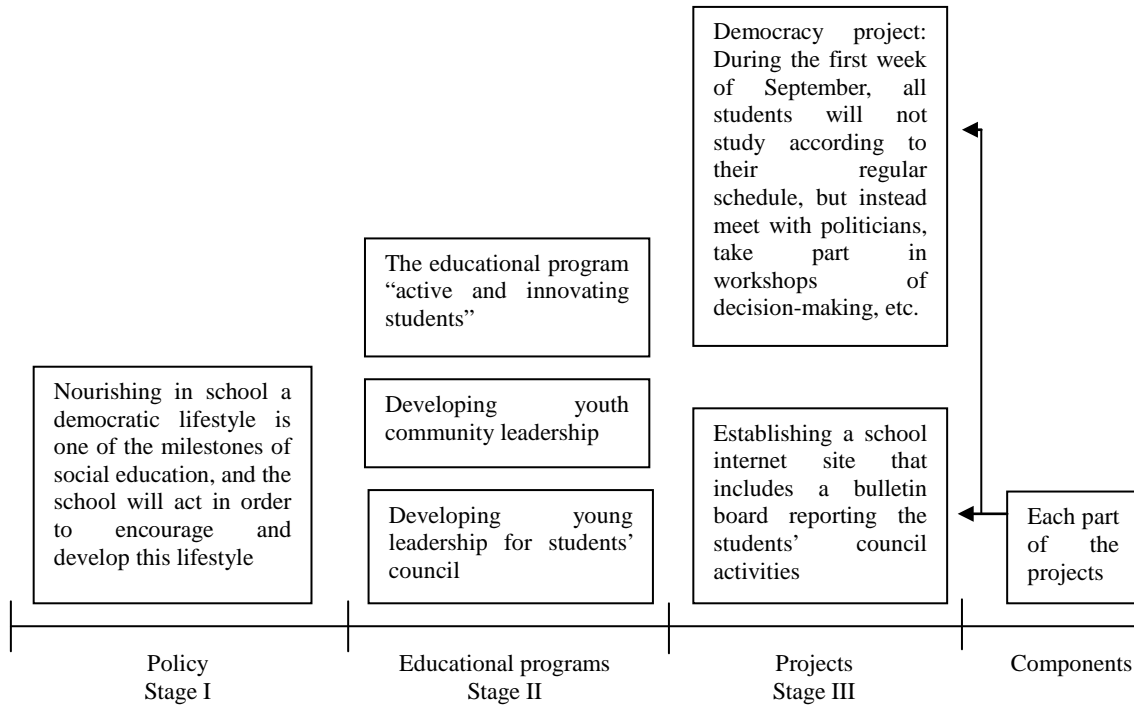 Nourishing in school a
democratic lifestyle is
one of the milestones of
social education, and the
school will act in order
to encourage and
develop this lifestyle
The educational program
“active and innovating
students”
Developing youth
community leadership
Developing young
leadership for students’
council
Democracy project:
During the first week
of September, all
students will not
study according to
their regular
schedule, but instead
meet with politicians,
take part in
workshops of
decision-making, etc.
Establishing a school
internet site that
includes a bulletin
board reporting the
students’ council
activities
Each part
of the
projects
Policy
Stage I
Educational programs
Stage II
Projects
Stage III
Components